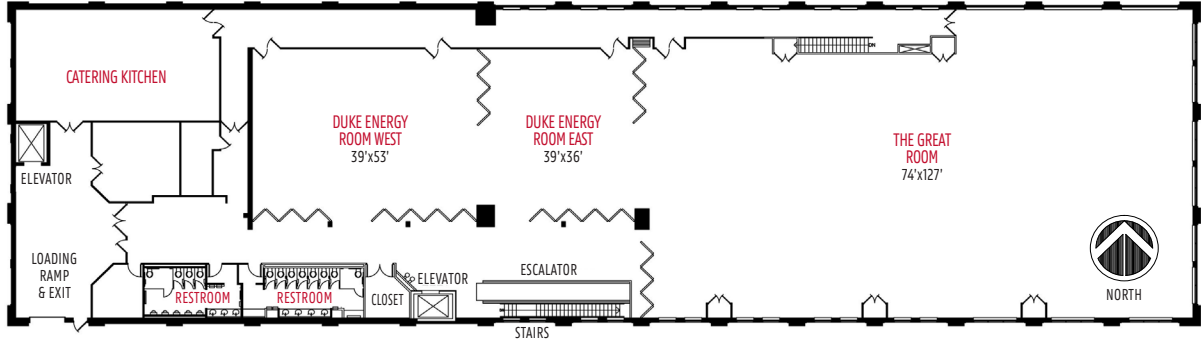 CATERING KITCHEN
DUKE ENERGY
ROOM WEST
39'x53'
DUKE ENERGY
ROOM EAST
39'x36'
THE GREAT
ROOM
74'x127'
ELEVATOR
LOADING
RAMP
& EXIT
RESTROOM
RESTROOM
CLOSET
ELEVATOR
ESCALATOR
STAIRS
NORTH